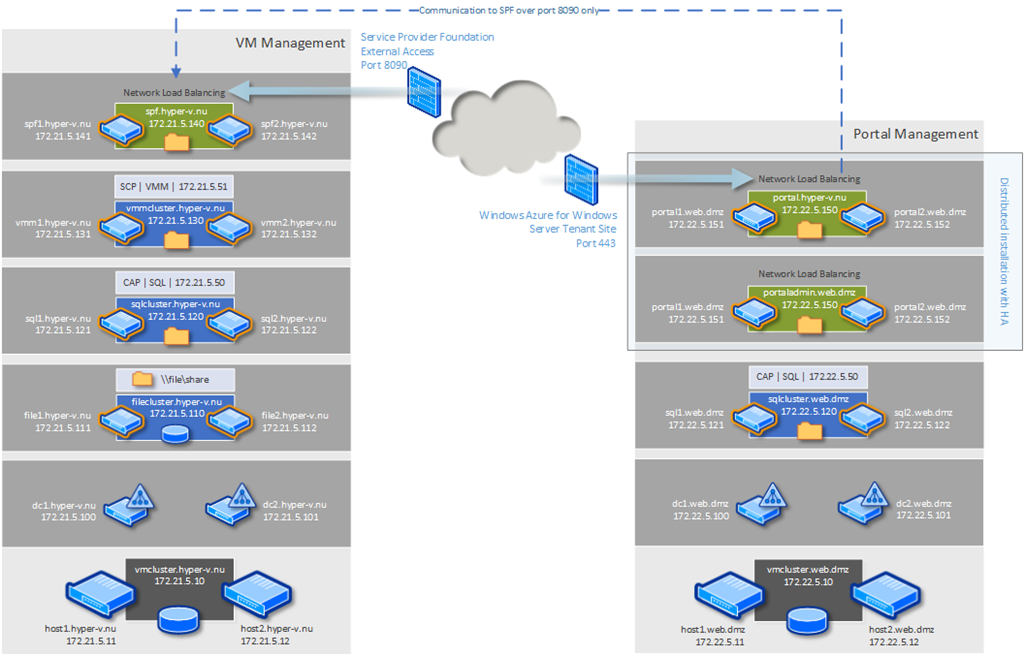 Communication to SPF over port 8090 only
VM Management
Service Provider Foundation
External Access
Port 8090
Network Load Balancing
spf.hyper-v.nu
172.21.5.140
spf1.hyper-v.nu
172.21.5.141
spf2.hyper-v.nu
172.21.5.142
SCP | VMM | 172.21.5.51
vmmcluster.hyper-v.nu
172.21.5.130
vmm1.hyper-v.nu
172.21.5.131
vmm2.hyper-v.nu
172.21.5.132
CAP | SQL | 172.21.5.50
sqlcluster.hyper-v.nu
172.21.5.120
sql1.hyper-v.nu
172.21.5.121
sql2.hyper-v.nu
172.21.5.122
\\file\share
filecluster.hyper-v.nu
172.21.5.110
file1.hyper-v.nu
172.21.5.111
file2.hyper-v.nu
172.21.5.112
dc1.hyper-v.nu
172.21.5.100
dc2.hyper-v.nu
172.21.5.101
vmcluster.hyper-v.nu
172.21.5.10
host1.hyper-v.nu
172.21.5.11
host2.hyper-v.nu
172.21.5.12
Windows Azure for Windows
Server Tenant Site
Port 443
Portal Management
Network Load Balancing
portal.hyper-v.nu
172.22.5.150
portal1.web.dmz
172.22.5.151
portal2.web.dmz
172.22.5.152
Network Load Balancing
portaladmin.web.dmz
172.22.5.150
portal1.web.dmz
172.22.5.151
portal2.web.dmz
172.22.5.152
Distributed installation with HA
CAP | SQL | 172.22.5.50
sqlcluster.web.dmz
172.22.5.120
sql1.web.dmz
172.22.5.121
sql2.web.dmz
172.22.5.122
dc1.web.dmz
172.22.5.100
dc2.web.dmz
172.22.5.101
vmcluster.web.dmz
172.22.5.10
host1.web.dmz
172.22.5.11
host2.web.dmz
172.22.5.12